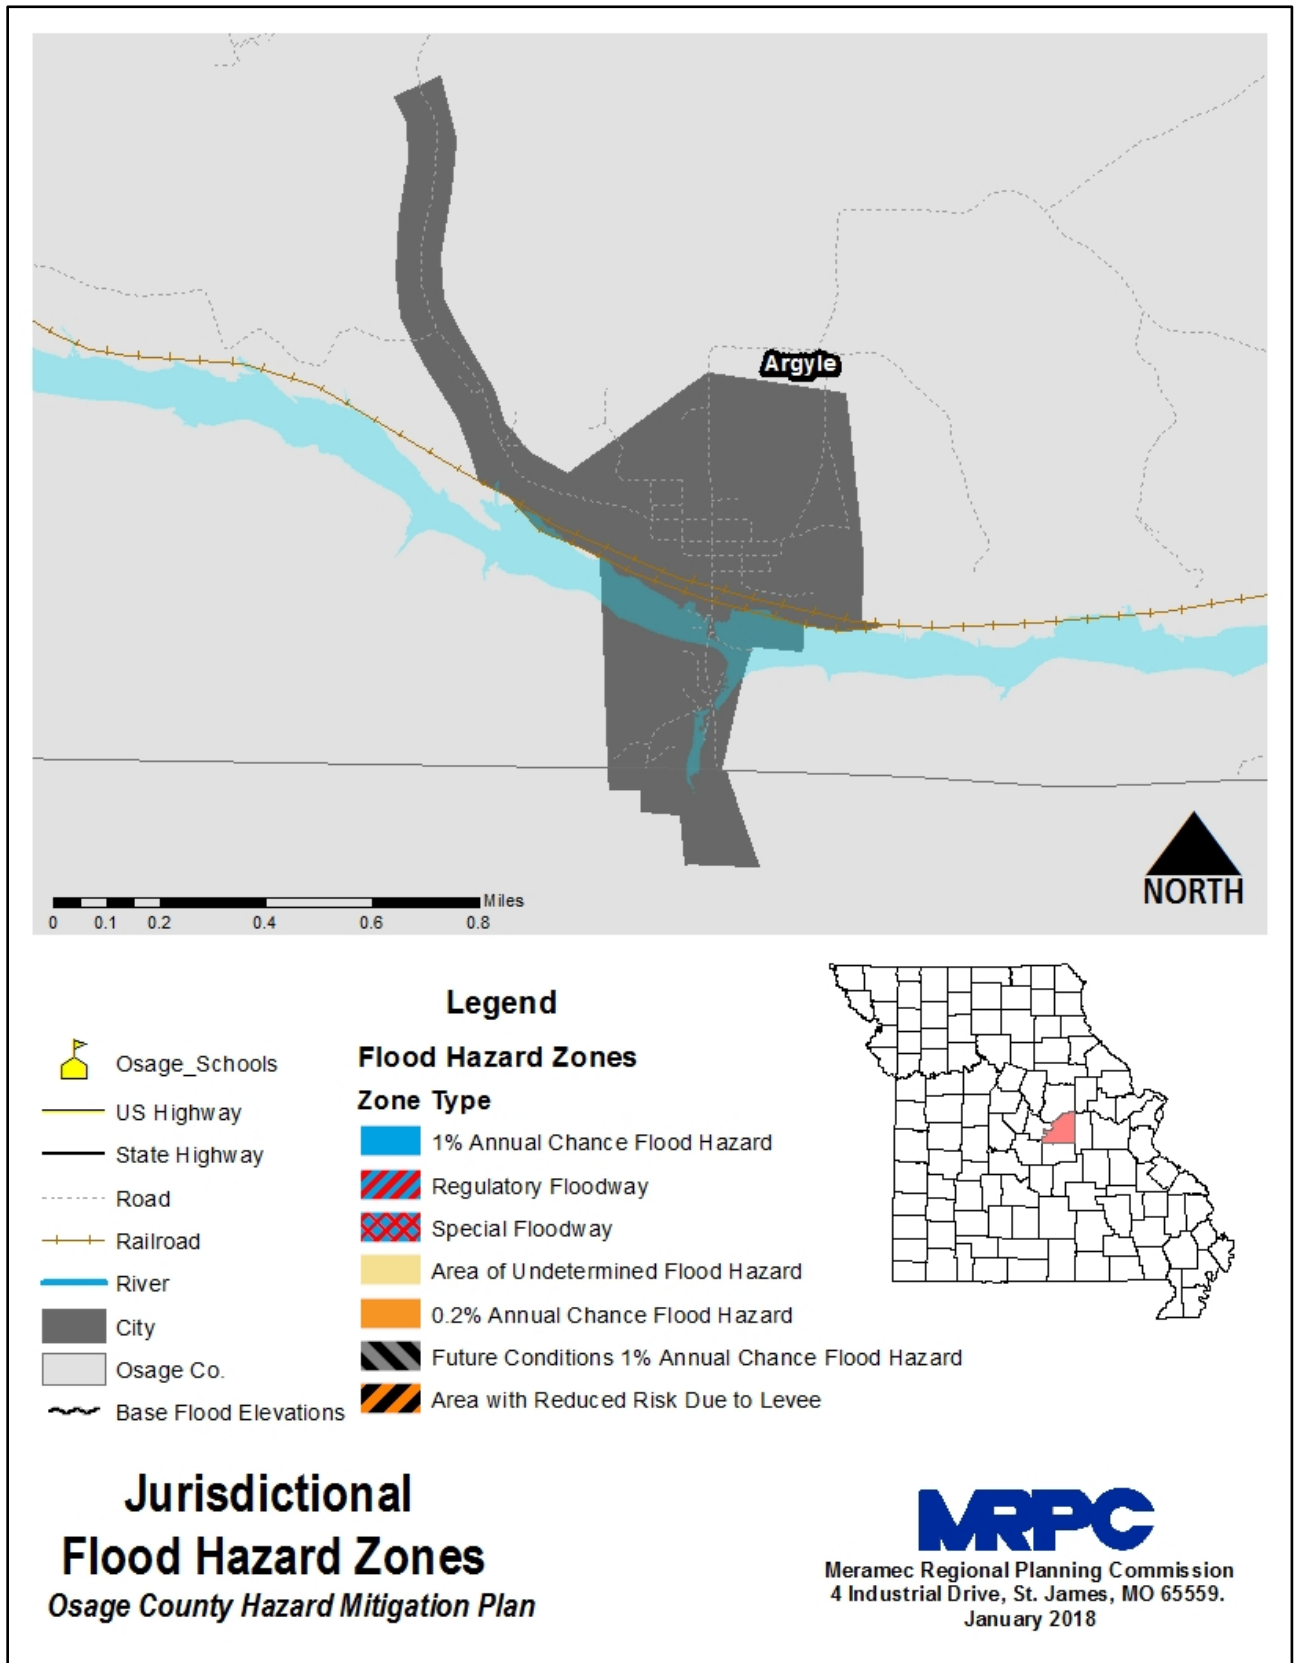 Argyle
Miles
0 0.1 0.2 0.4 0.6 0.8
NORTH
Legend
Osage_Schools
US Highway
State Highway
Road
Railroad
River
City
Osage Co.
Base Flood Elevations
Flood Hazard Zones
Zone Type
1% Annual Chance Flood Hazard
Regulatory Floodway
Special Floodway
Area of Undetermined Flood Hazard
0.2% Annual Chance Flood Hazard
Future Conditions 1% Annual Chance Flood Hazard
Area with Reduced Risk Due to Levee
Jurisdictional
Flood Hazard Zones
Osage County Hazard Mitigation Plan
MRPC
Meramec Regional Planning Commission
4 Industrial Drive, St. James, MO 65559.
January 2018